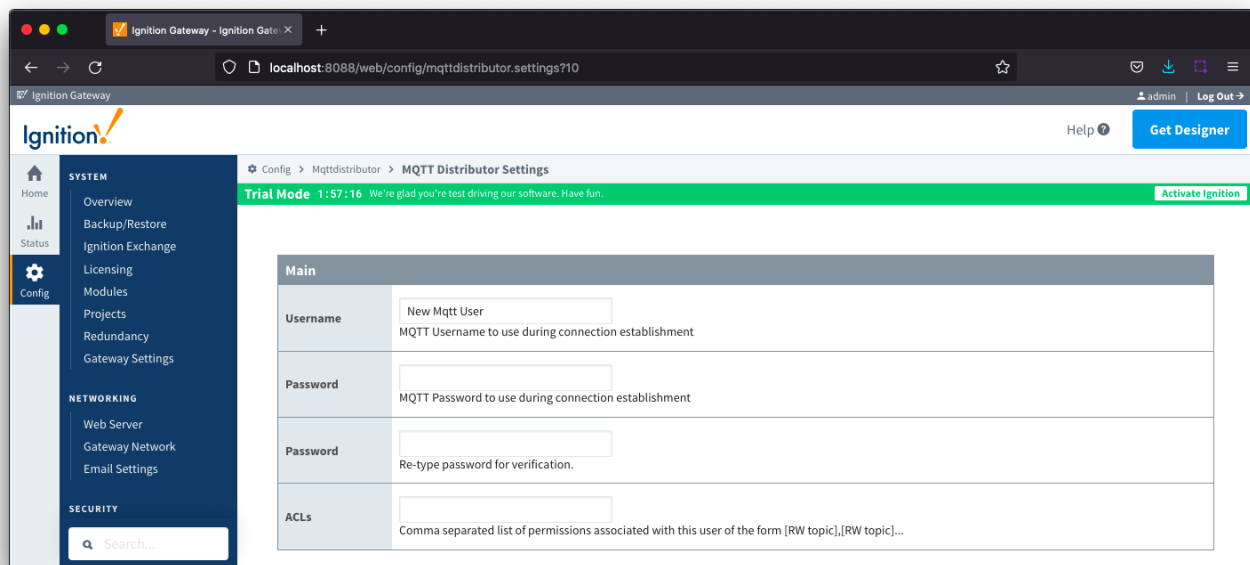 Ignition Gateway - Ignition Gate
localhost:8088/web/config/mqttdistributor.settings?10
Ignition Gateway
admin | Log Out
Ignition!
Help
Get Designer
Home
Status
Config
SYSTEM
Overview
Backup/Restore
Ignition Exchange
Licensing
Modules
Projects
Redundancy
Gateway Settings
NETWORKING
Web Server
Gateway Network
Email Settings
SECURITY
Search...
Config > Mqttdistributor > MQTT Distributor Settings
Trial Mode 1:57:16 We're glad you're test driving our software. Have fun.
Activate Ignition
Main
Username
New Mqtt User
MQTT Username to use during connection establishment
Password
MQTT Password to use during connection establishment
Password
Re-type password for verification.
ACLs
Comma separated list of permissions associated with this user of the form [RW topic],[RW topic]...